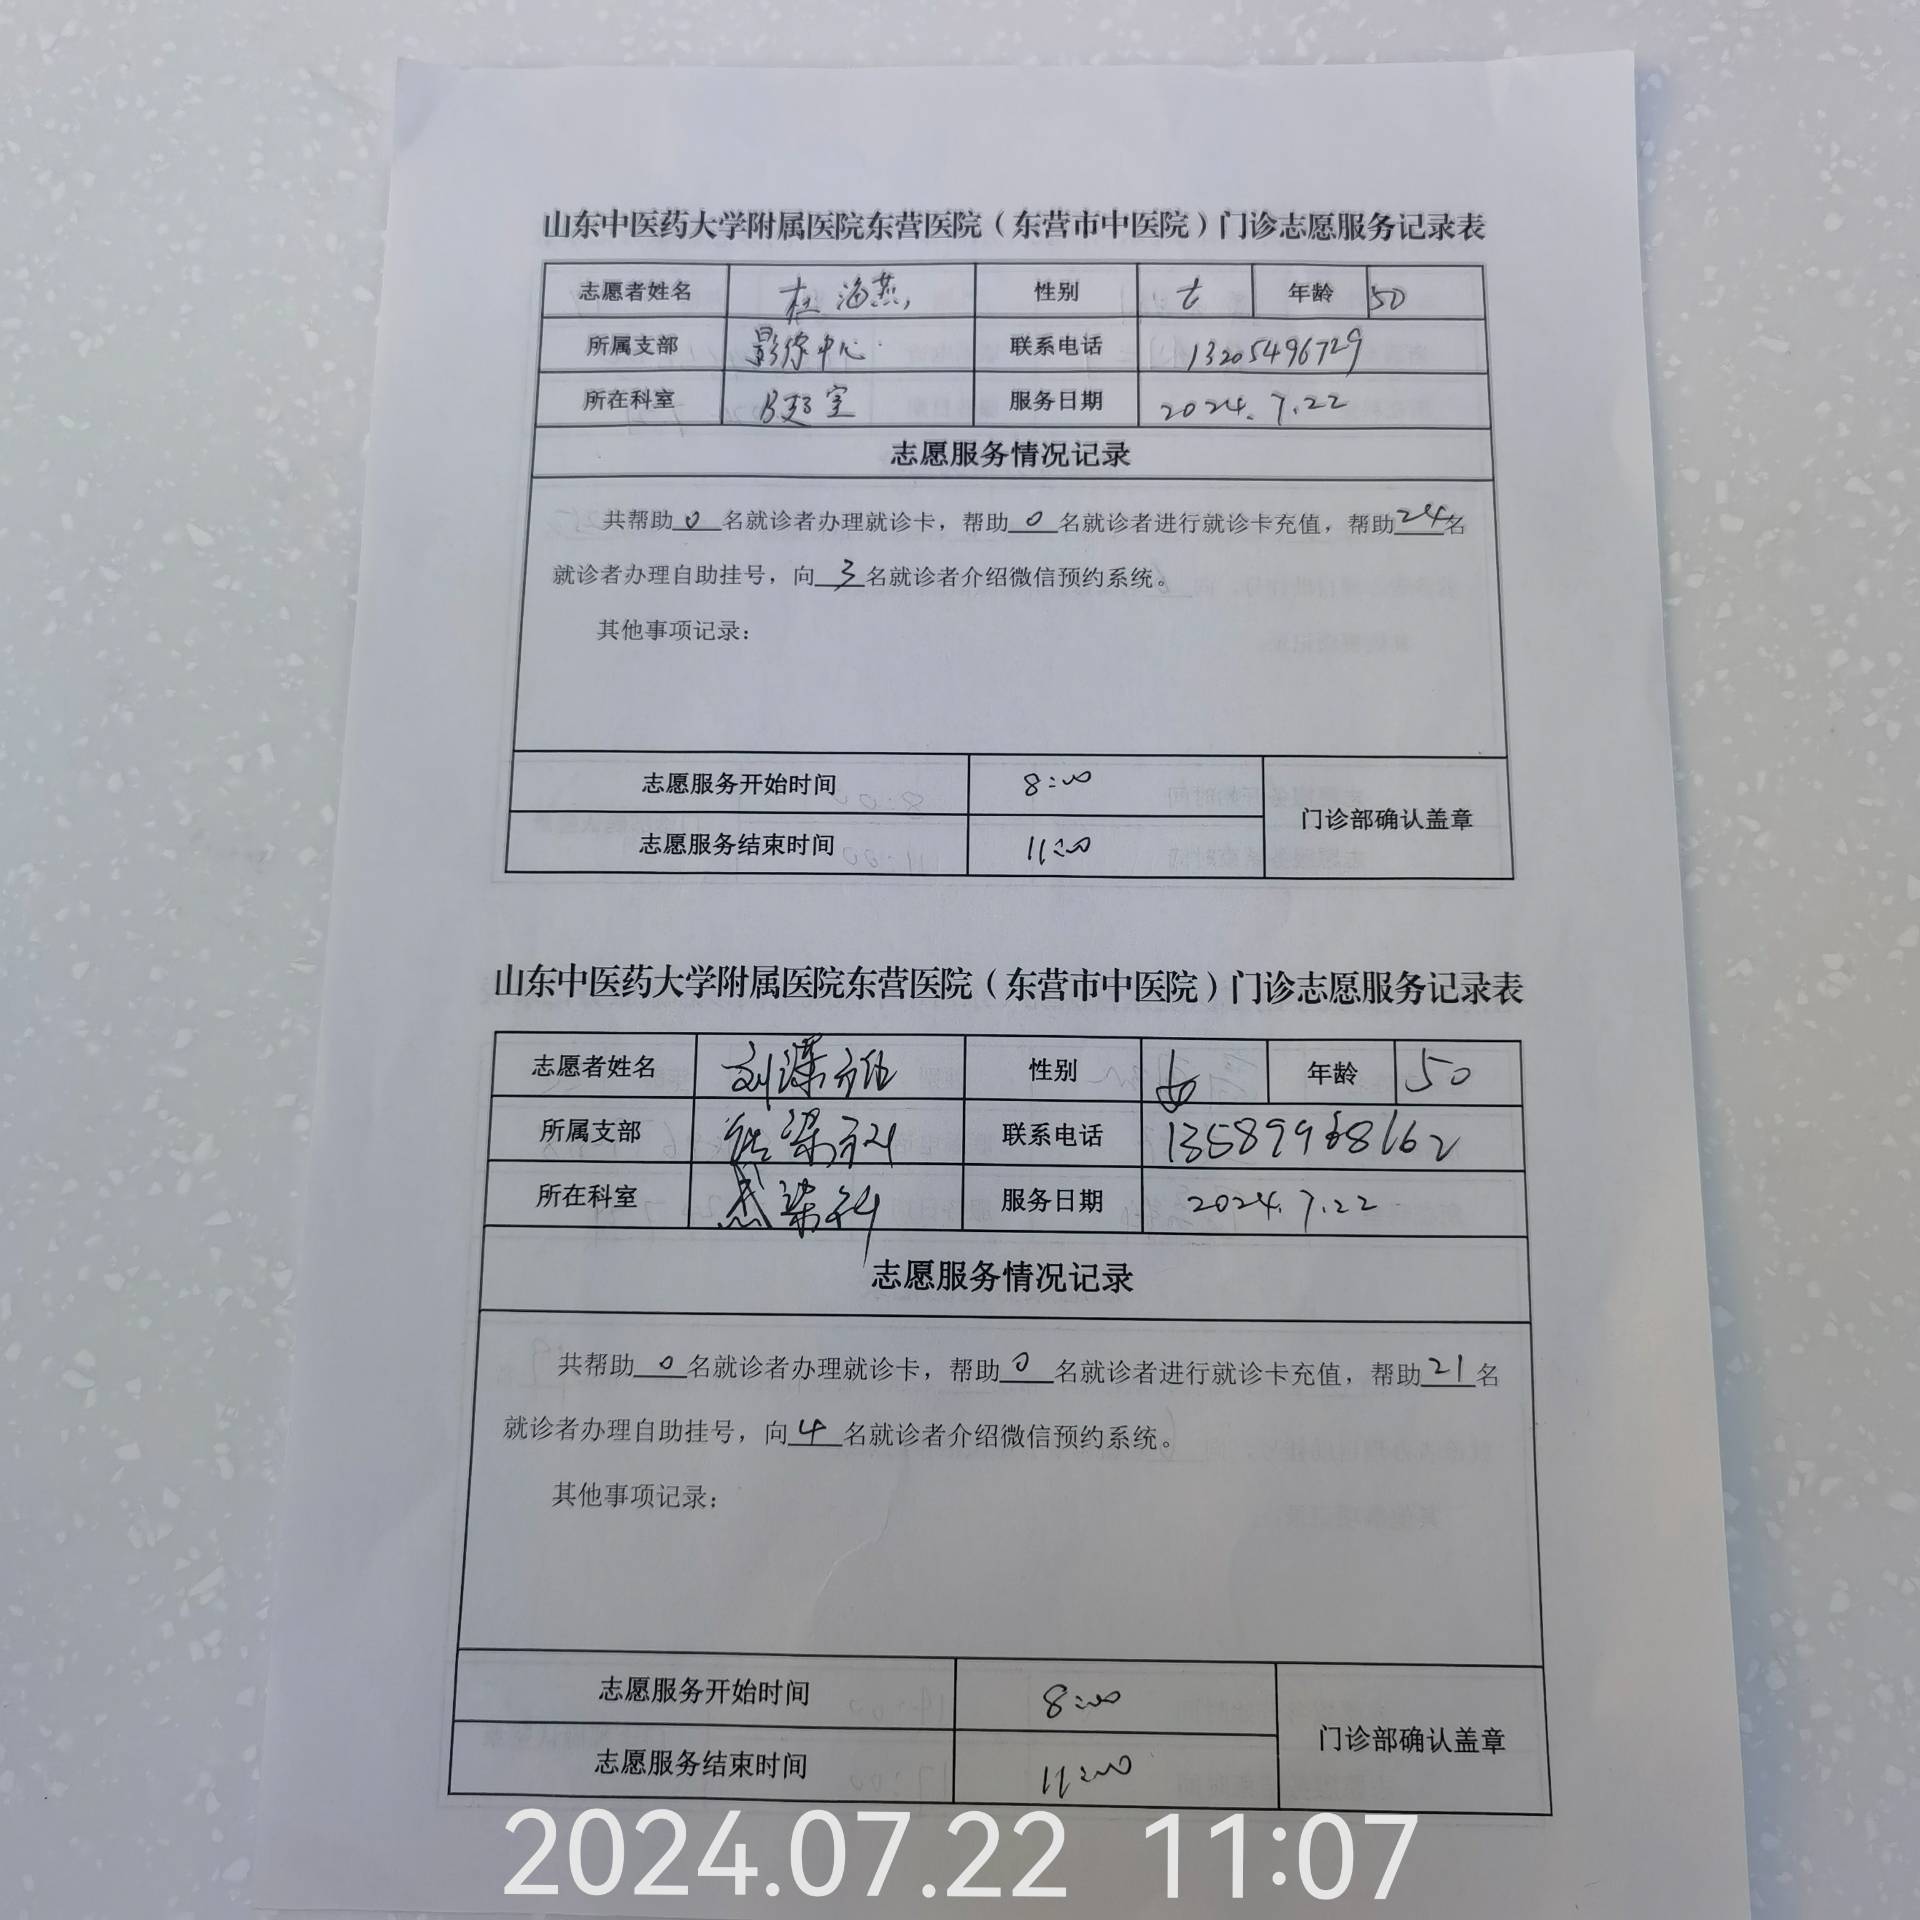 山东中医药大学附属医院东营医院（东营市中医院）门诊志愿服务记录表
志愿者姓名 杜海燕 性别 女 年龄 50
所属支部 影像中心 联系电话 13205496729
所在科室 B超室 服务日期 2024.7.22
志愿服务情况记录
共帮助0名就诊者办理就诊卡，帮助0名就诊者进行就诊卡充值，帮助24名
就诊者办理自助挂号，向3名就诊者介绍微信预约系统。
其他事项记录：
志愿服务开始时间 8:00
门诊部确认盖章
志愿服务结束时间 11:00
山东中医药大学附属医院东营医院（东营市中医院）门诊志愿服务记录表
志愿者姓名 刘 性别 女 年龄 50
所属支部 联系电话
所在科室 感染科 服务日期 2024.7.22
志愿服务情况记录
共帮助0名就诊者办理就诊卡，帮助0名就诊者进行就诊卡充值，帮助21名
就诊者办理自助挂号，向4名就诊者介绍微信预约系统。
其他事项记录：
志愿服务开始时间 8:00
门诊部确认盖章
志愿服务结束时间 11:00
2024.07.22 11:07